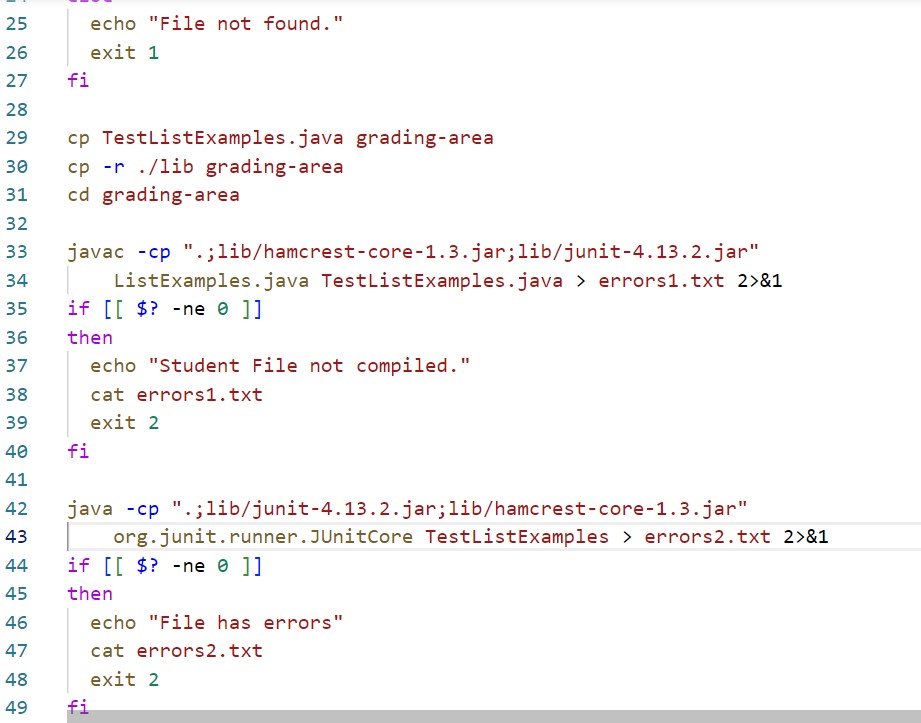 25 echo "File not found."
26 exit 1
27 fi
28
29 cp TestListExamples.java grading-area
30 cp -r ./lib grading-area
31 cd grading-area
32
33 javac -cp ".;lib/hamcrest-core-1.3.jar;lib/junit-4.13.2.jar"
34 ListExamples.java TestListExamples.java > errors1.txt 2>&1
35 if [[ $? -ne 0 ]]
36 then
37 echo "Student File not compiled."
38 cat errors1.txt
39 exit 2
40 fi
41
42 java -cp ".;lib/junit-4.13.2.jar;lib/hamcrest-core-1.3.jar"
43 org.junit.runner.JUnitCore TestListExamples > errors2.txt 2>&1
44 if [[ $? -ne 0 ]]
45 then
46 echo "File has errors"
47 cat errors2.txt
48 exit 2
49 fi